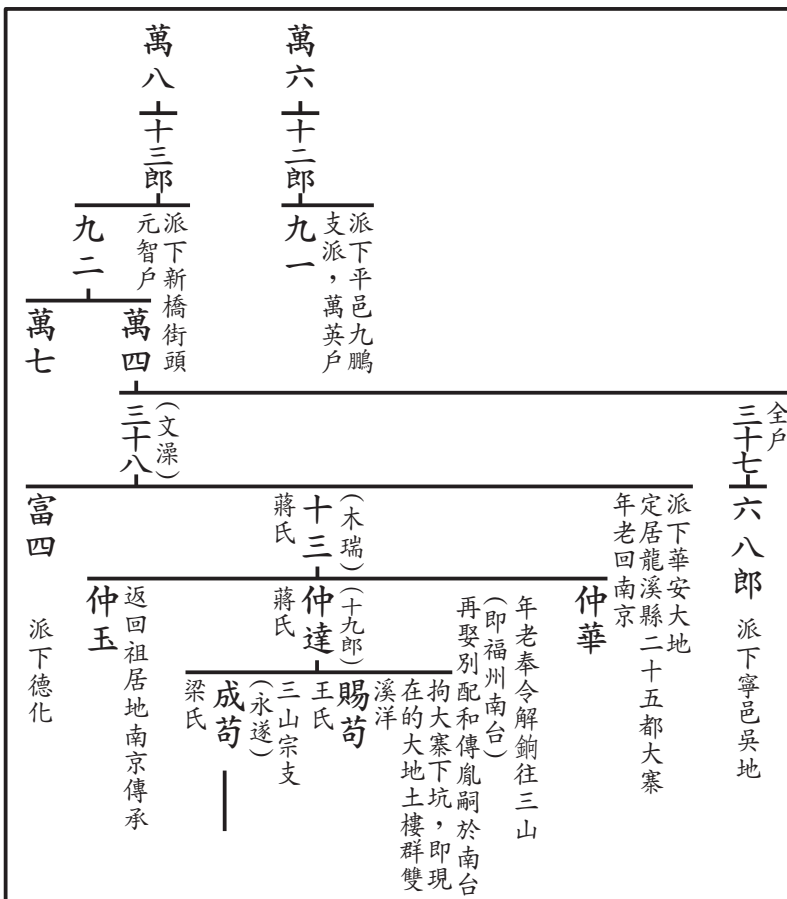 萬六
萬八
十二郎
十三郎
派下平邑九鵬
支派，萬英戶
九一
派下新橋街頭
元智戶
九二
萬四
萬七
全戶
三十七
(文澡)
三十八
六八郎
派下寧邑吳地
派下華安大地
定居龍溪縣二十五都大寨
年老回南京
(木瑞)
十三
蔣氏
富四
派下德化
仲華
年老奉令解銄往三山
(即福州南台)
再娶別配和傳胤嗣於南台
(十九郎)
仲達
蔣氏
返回祖居地南京傳承
仲玉
拘大寨下坑，即現
在的大地土樓群雙
溪洋
賜苟
王氏
三山宗支
(永遂)
成苟
梁氏